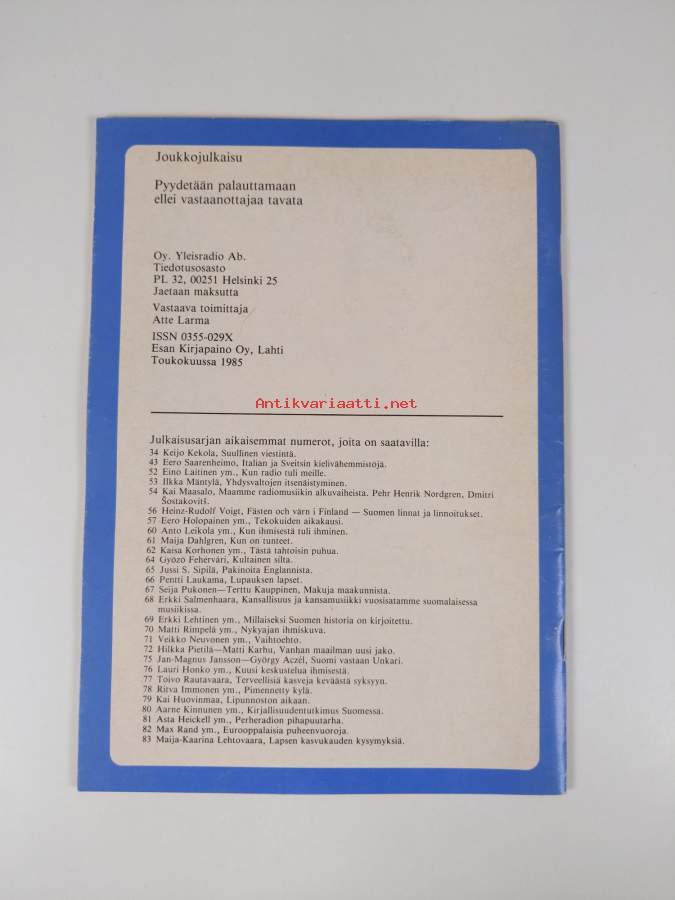 Joukkojulkaisu
Pyydetään palauttamaan
ellei vastaanottajaa tavata
Oy. Yleisradio Ab.
Tiedotusosasto
PL 32, 00251 Helsinki 25
Jaetaan maksutta
Vastaava toimittaja
Atte Larma
ISSN 0355-029X
Esan Kirjapaino Oy, Lahti
Toukokuussa 1985
Antikvariaatti.net
Julkaisusarjan aikaisemmat numerot, joita on saatavilla:
34 Keijo Kekola, Suullinen viestintä.
43 Eero Saarenheimo, Italian ja Sveitsin kielivähemmistöjä.
52 Eino Laitinen ym., Kun radio tuli meille.
53 Ilkka Mäntylä, Yhdysvaltojen itsenäistyminen.
54 Kai Maasalo, Maamme radiomusiikin alkuvaiheista. Pehr Henrik Nordgren, Dmitri
Šostakovitš.
56 Heinz-Rudolf Voigt, Fästen och värn i Finland — Suomen linnat ja linnoitukset.
57 Eero Holopainen ym., Tekokuiden aikakausi.
60 Anto Leikola ym., Kun ihmisestä tuli ihminen.
61 Maija Dahlgren, Kun on tunteet.
62 Kaisa Korhonen ym., Tästä tahtoisin puhua.
64 Győző Fehérvári, Kultainen silta.
65 Jussi S. Sipilä, Pakinoita Englannista.
66 Pentti Laukama, Lupauksen lapset.
67 Seija Pukonen—Terttu Kauppinen, Makuja maakunnista.
68 Erkki Salmenhaara, Kansallisuus ja kansamusiikki vuosisatamme suomalaisessa
musiikissa.
69 Erkki Lehtinen ym., Millaiseksi Suomen historia on kirjoitettu.
70 Matti Rimpelä ym., Nykyajan ihmiskuva.
71 Veikko Neuvonen ym., Vaihtoehto.
72 Hilkka Pietilä—Matti Karhu, Vanhan maailman uusi jako.
75 Jan-Magnus Jansson—György Aczél, Suomi vastaan Unkari.
76 Lauri Honko ym., Kuusi keskustelua ihmisestä.
77 Toivo Rautavaara, Terveellisiä kasveja keväästä syksyyn.
78 Ritva Immonen ym., Pimennetty kylä.
79 Kai Huovinmaa, Lipunnoston aikaan.
80 Aarne Kinnunen ym., Kirjallisuudentutkimus Suomessa.
81 Asta Heickell ym., Perheradion pihapuutarha.
82 Max Rand ym., Eurooppalaisia puheenvuoroja.
83 Maija-Kaarina Lehtovaara, Lapsen kasvukauden kysymyksiä.